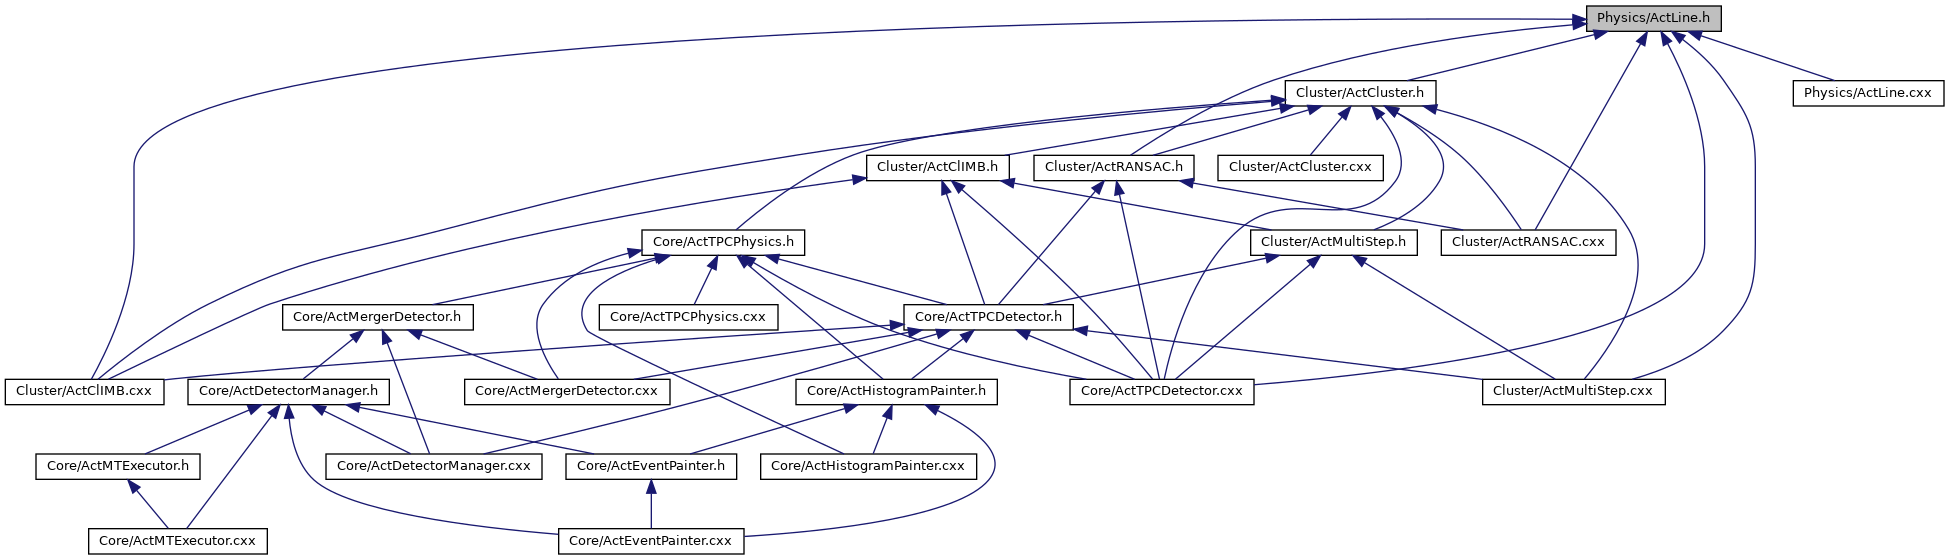 Physics/ActLine.h
Cluster/ActCluster.h
Physics/ActLine.cxx
Cluster/ActClIMB.h
Cluster/ActRANSAC.h
Cluster/ActCluster.cxx
Core/ActTPCPhysics.h
Cluster/ActMultiStep.h
Cluster/ActRANSAC.cxx
Core/ActMergerDetector.h
Core/ActTPCPhysics.cxx
Core/ActTPCDetector.h
Cluster/ActClIMB.cxx
Core/ActDetectorManager.h
Core/ActMergerDetector.cxx
Core/ActHistogramPainter.h
Core/ActTPCDetector.cxx
Cluster/ActMultiStep.cxx
Core/ActMTExecutor.h
Core/ActDetectorManager.cxx
Core/ActEventPainter.h
Core/ActHistogramPainter.cxx
Core/ActMTExecutor.cxx
Core/ActEventPainter.cxx